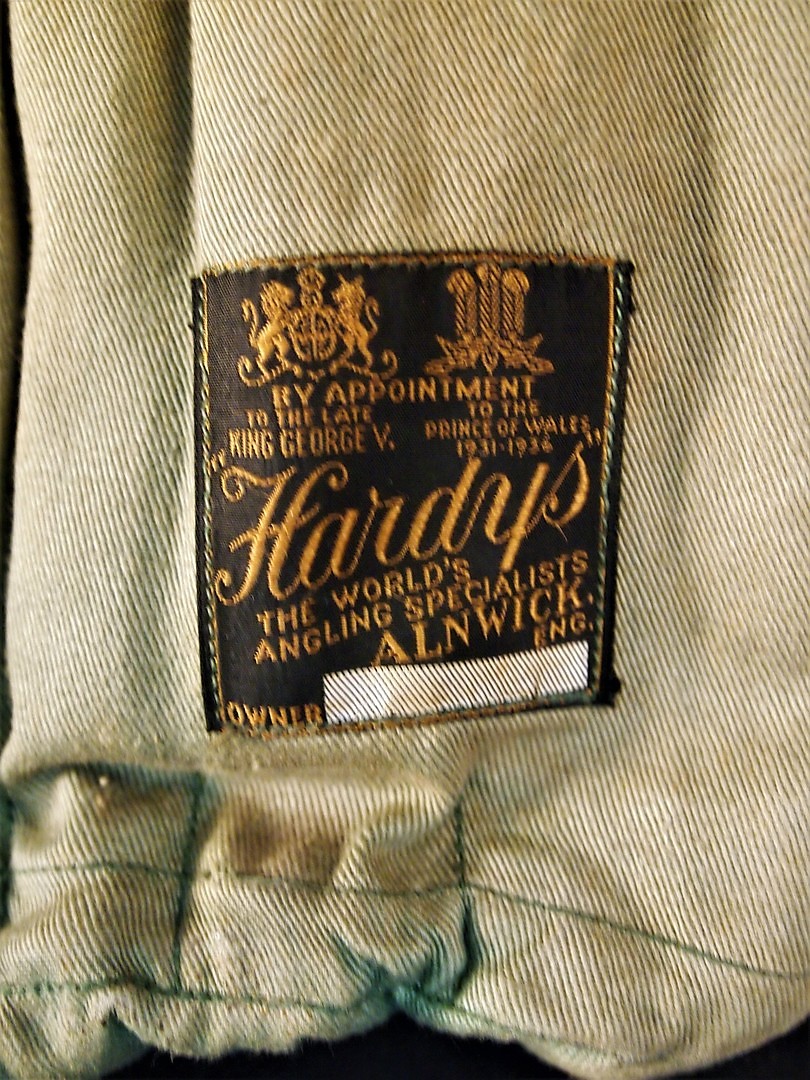 BY APPOINTMENT
TO THE LATE
KING GEORGE V.
TO THE
PRINCE OF WALES
1931-1936
"Hardys"
THE WORLD'S
ANGLING SPECIALISTS
ALNWICK.
ENG.
OWNER